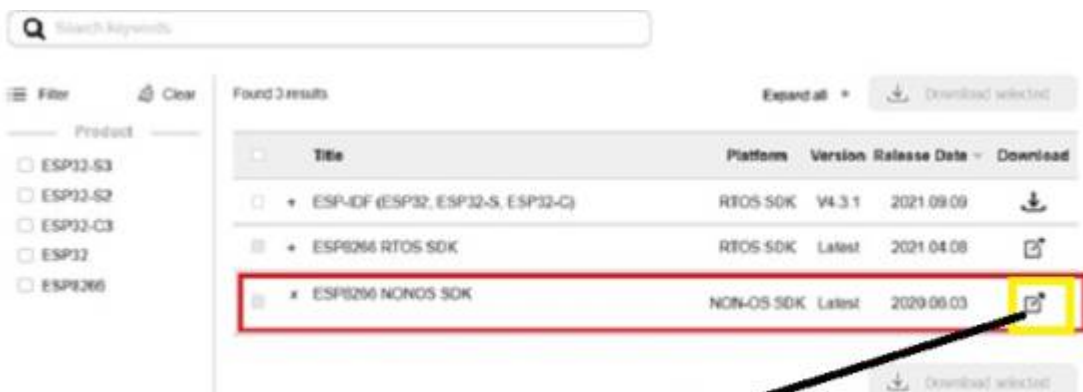 Search Keywords
Filter
Clear
Product
ESP32-S3
ESP32-S2
ESP32-C3
ESP32
ESP8266
Found 3 results
Expand all
Download selected
Title Platform Version Release Date Download
+ ESP-IDF (ESP32, ESP32-S, ESP32-C) RTOS SDK V4.3.1 2021.09.09
+ ESP8266 RTOS SDK RTOS SDK Latest 2021.04.08
x ESP8266 NONOS SDK NON-OS SDK Latest 2020.06.03
Download selected